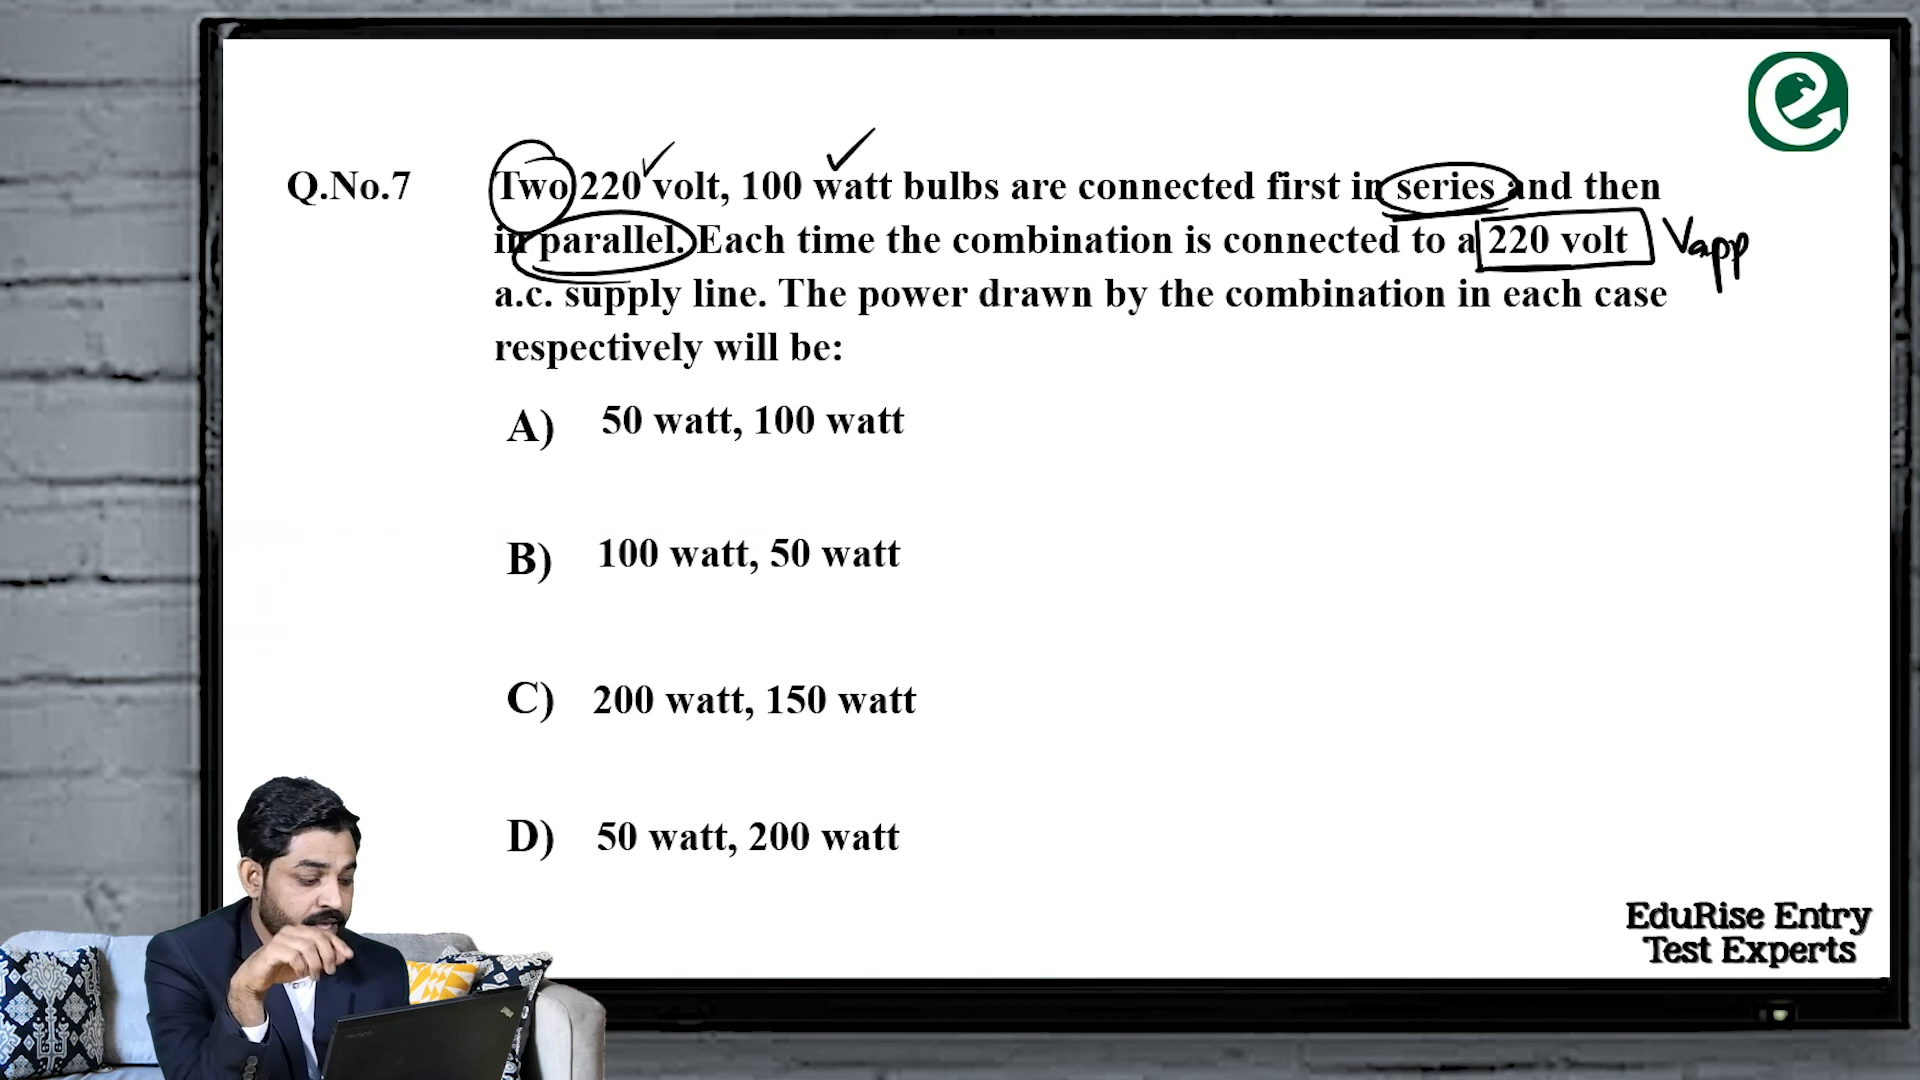 Q.No.7 Two 220 volt, 100 watt bulbs are connected first in series and then
in parallel. Each time the combination is connected to a 220 volt Vapp
a.c. supply line. The power drawn by the combination in each case
respectively will be:
A) 50 watt, 100 watt
B) 100 watt, 50 watt
C) 200 watt, 150 watt
D) 50 watt, 200 watt
EduRise Entry
Test Experts